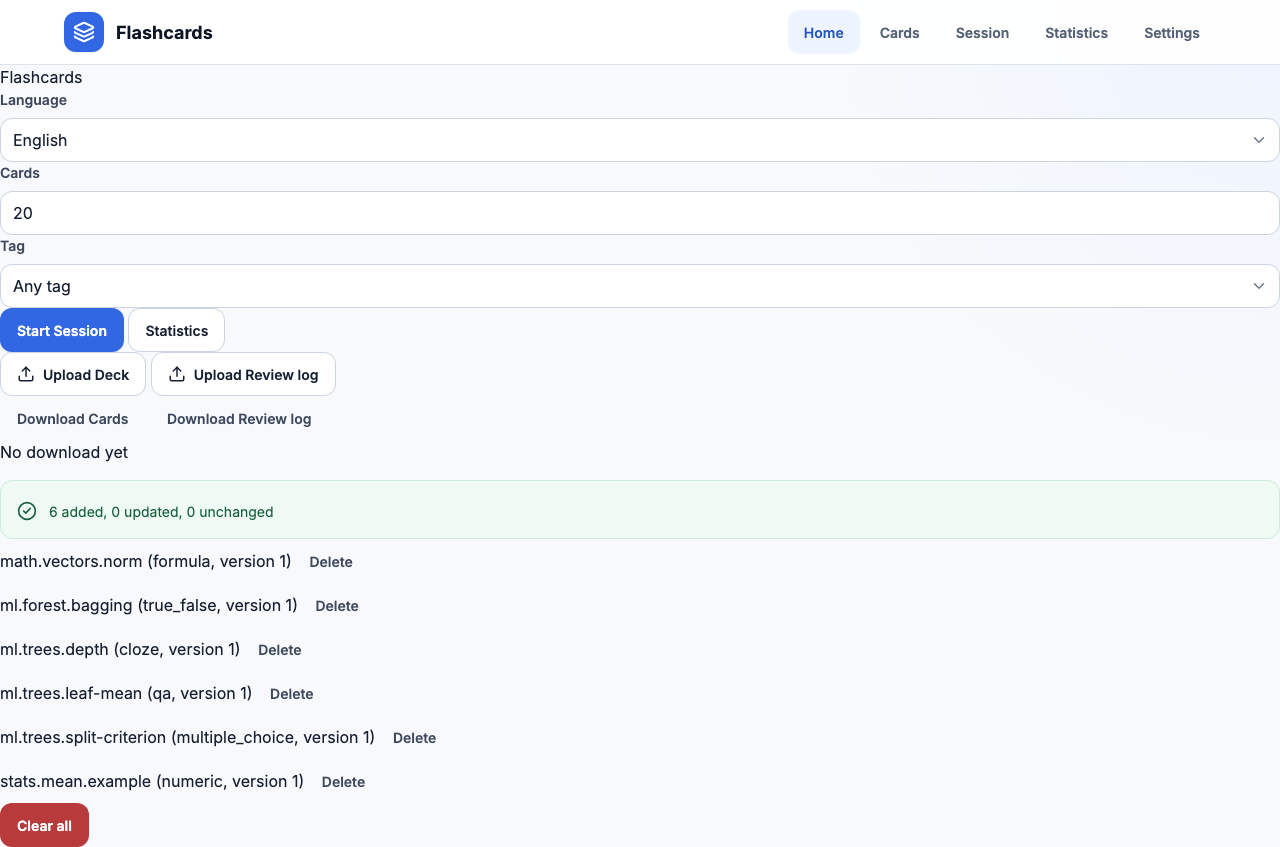 Flashcards Home Cards Session Statistics Settings
Flashcards
Language
English
Cards
20
Tag
Any tag
Start Session Statistics
Upload Deck Upload Review log
Download Cards Download Review log
No download yet
6 added, 0 updated, 0 unchanged
math.vectors.norm (formula, version 1) Delete
ml.forest.bagging (true_false, version 1) Delete
ml.trees.depth (cloze, version 1) Delete
ml.trees.leaf-mean (qa, version 1) Delete
ml.trees.split-criterion (multiple_choice, version 1) Delete
stats.mean.example (numeric, version 1) Delete
Clear all